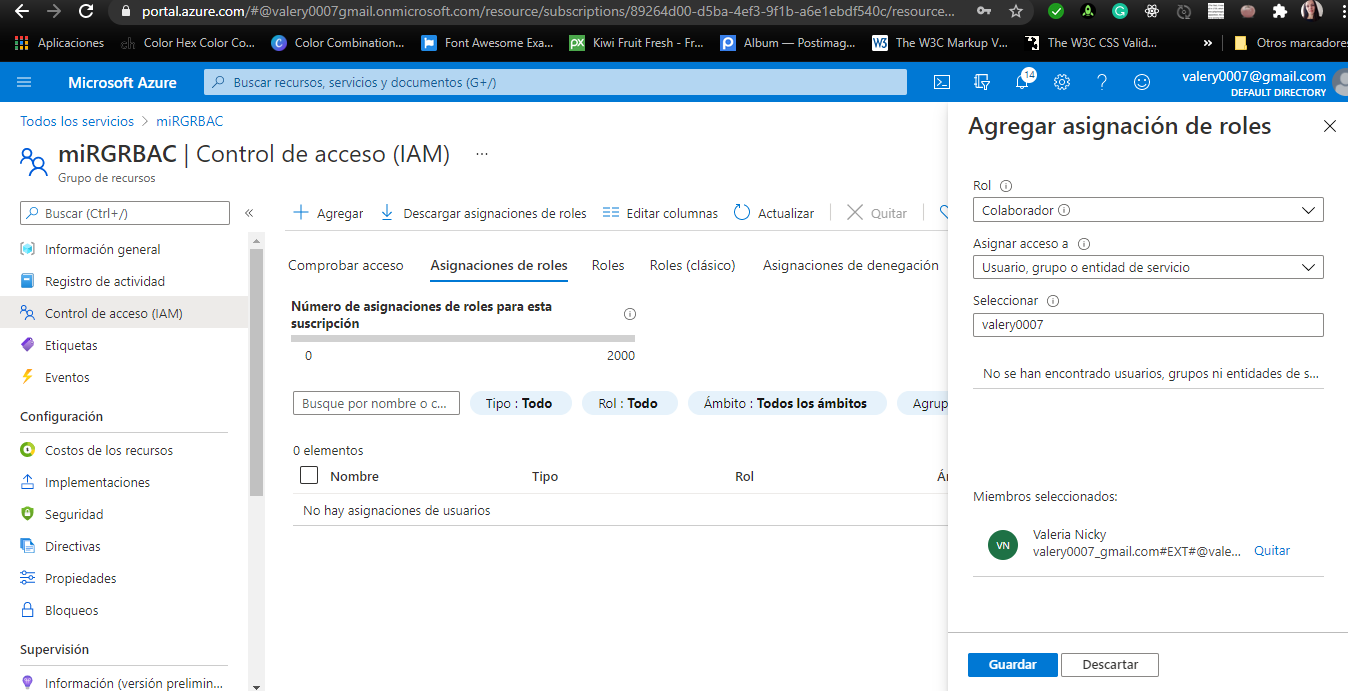 portal.azure.com/#@valery0007gmail.onmicrosoft.com/resource/subscriptions/89264d00-d5ba-4ef3-9f1b-a6e1ebdf540c/resource...
Aplicaciones
Color Hex Color Co...
Color Combination...
Font Awesome Exa...
Kiwi Fruit Fresh - Fr...
Album — Postimag...
The W3C Markup V...
The W3C CSS Valid...
»
Otros marcadores
Microsoft Azure
Buscar recursos, servicios y documentos (G+/)
14
valery0007@gmail.com
DEFAULT DIRECTORY
Todos los servicios > miRGRBAC
miRGRBAC | Control de acceso (IAM) ...
Grupo de recursos
Buscar (Ctrl+/)
«
Información general
Registro de actividad
Control de acceso (IAM)
Etiquetas
Eventos
Configuración
Costos de los recursos
Implementaciones
Seguridad
Directivas
Propiedades
Bloqueos
Supervisión
Información (versión prelimin...
Agregar
Descargar asignaciones de roles
Editar columnas
Actualizar
Quitar
Comprobar acceso
Asignaciones de roles
Roles
Roles (clásico)
Asignaciones de denegación
Número de asignaciones de roles para esta
suscripción
0 2000
Busque por nombre o c...
Tipo : Todo
Rol : Todo
Ámbito : Todos los ámbitos
Agrup
0 elementos
Nombre Tipo Rol Ár
No hay asignaciones de usuarios
Agregar asignación de roles
Rol
Colaborador
Asignar acceso a
Usuario, grupo o entidad de servicio
Seleccionar
valery0007
No se han encontrado usuarios, grupos ni entidades de s...
Miembros seleccionados:
VN
Valeria Nicky
valery0007_gmail.com#EXT#@vale...
Quitar
Guardar
Descartar